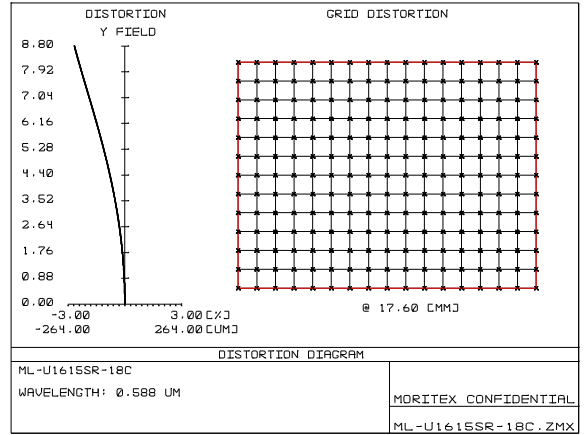 DISTORTION
Y FIELD
GRID DISTORTION
8.80
7.92
7.04
6.16
5.28
4.40
3.52
2.64
1.76
0.88
0.00
-3.00 3.00 [%]
-264.00 264.00 [UM]
@ 17.60 [MM]
DISTORTION DIAGRAM
ML-U1615SR-18C
WAVELENGTH: 0.588 UM
MORITEX CONFIDENTIAL
ML-U1615SR-18C.ZMX